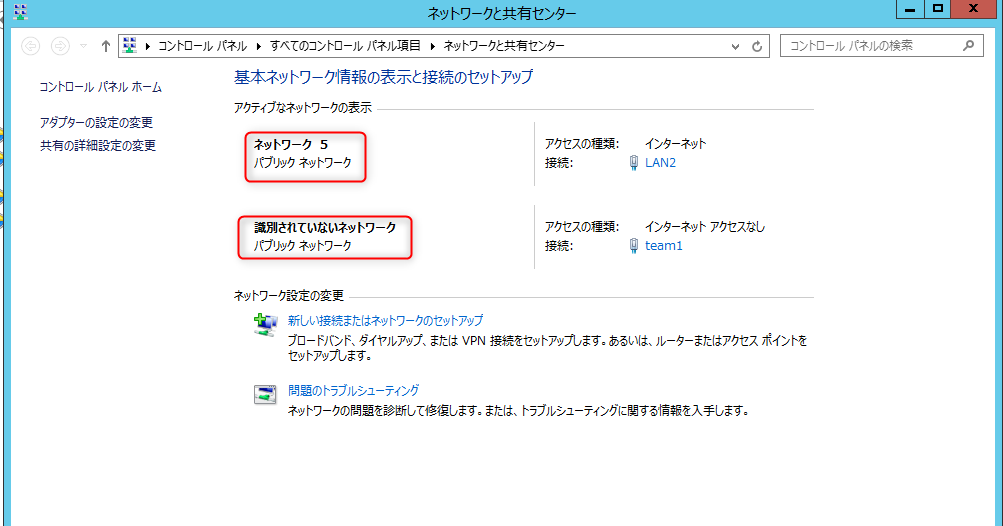 ネットワークと共有センター
コントロール パネル ▶ すべてのコントロール パネル項目 ▶ ネットワークと共有センター
コントロール パネルの検索
コントロール パネル ホーム
アダプターの設定の変更
共有の詳細設定の変更
基本ネットワーク情報の表示と接続のセットアップ
アクティブなネットワークの表示
ネットワーク 5
パブリック ネットワーク
アクセスの種類: インターネット
接続: LAN2
識別されていないネットワーク
パブリック ネットワーク
アクセスの種類: インターネット アクセスなし
接続: team1
ネットワーク設定の変更
新しい接続またはネットワークのセットアップ
ブロードバンド、ダイヤルアップ、または VPN 接続をセットアップします。あるいは、ルーターまたはアクセス ポイントを
セットアップします。
問題のトラブルシューティング
ネットワークの問題を診断して修復します。または、トラブルシューティングに関する情報を入手します。